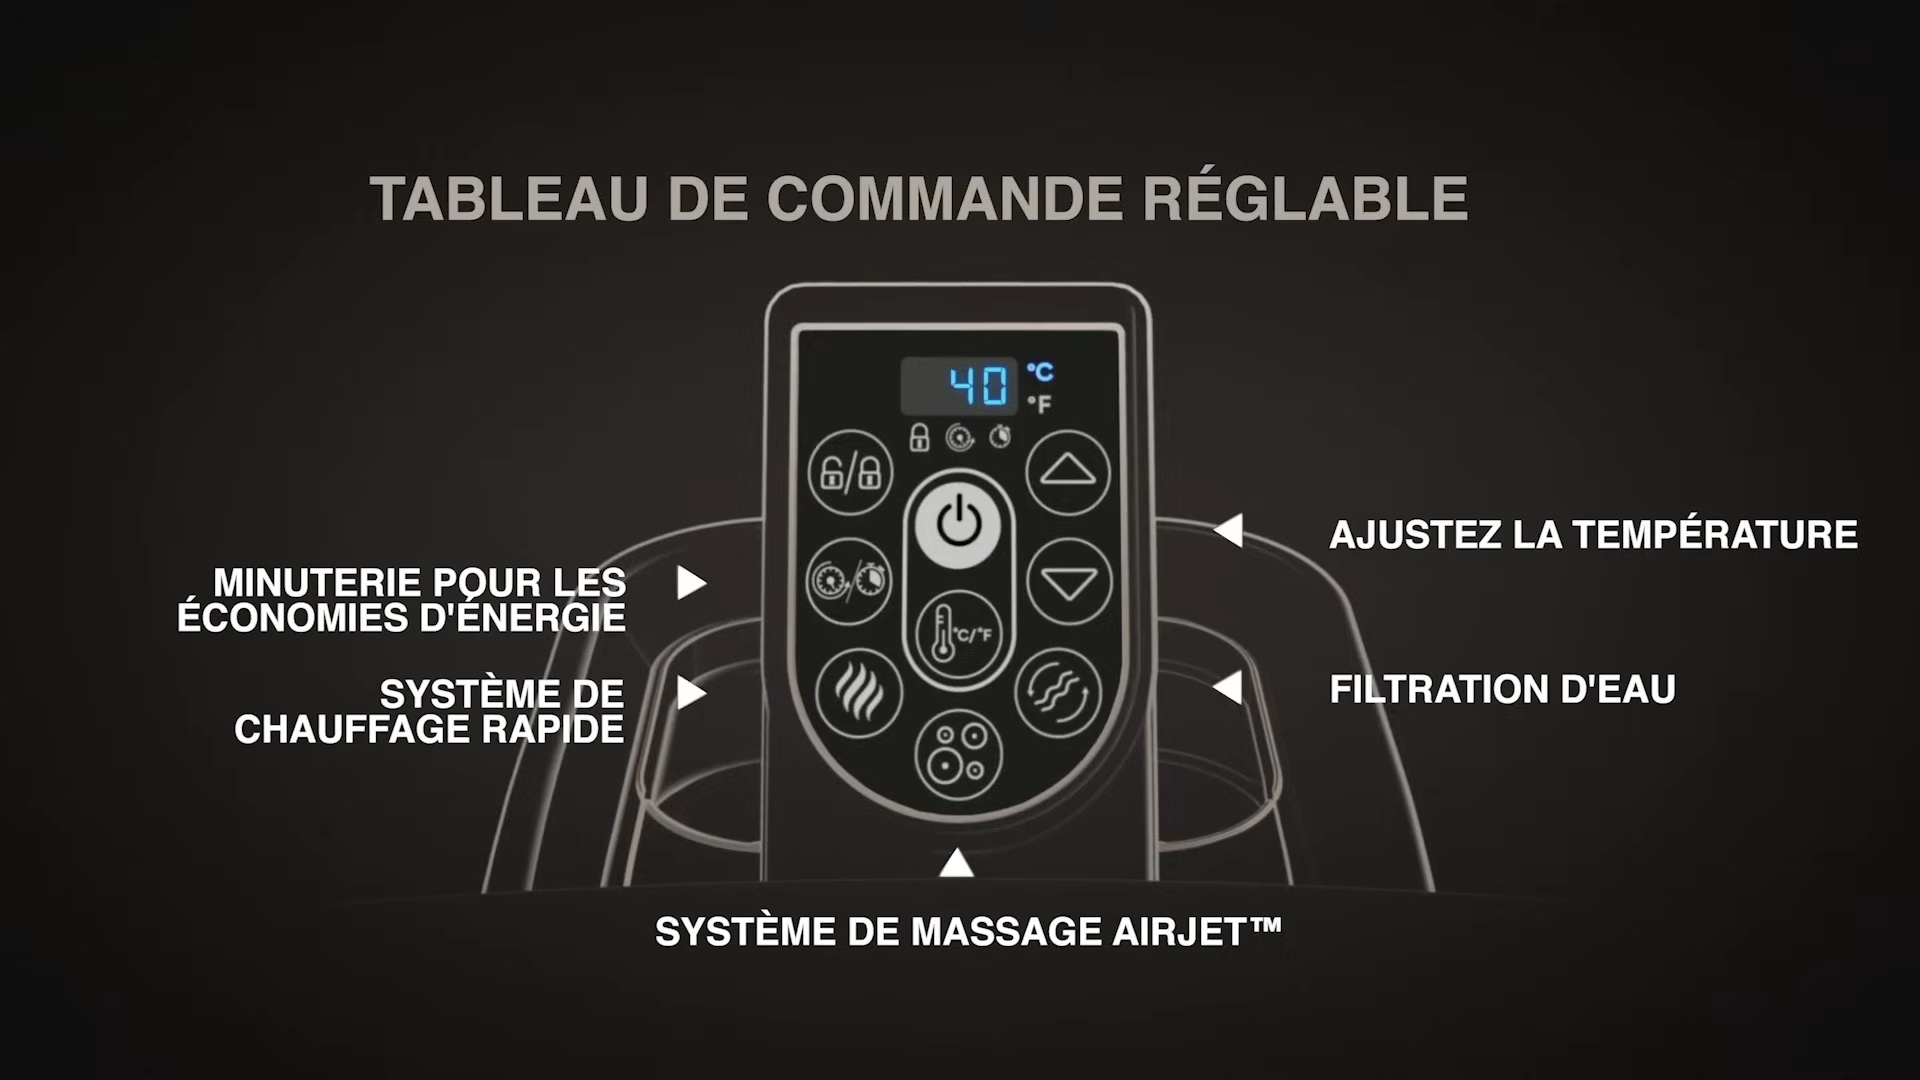 TABLEAU DE COMMANDE RÉGLABLE
40 °C
°F
°C/°F
AJUSTEZ LA TEMPÉRATURE
MINUTERIE POUR LES
ÉCONOMIES D'ÉNERGIE
SYSTÈME DE
CHAUFFAGE RAPIDE
FILTRATION D'EAU
SYSTÈME DE MASSAGE AIRJET™